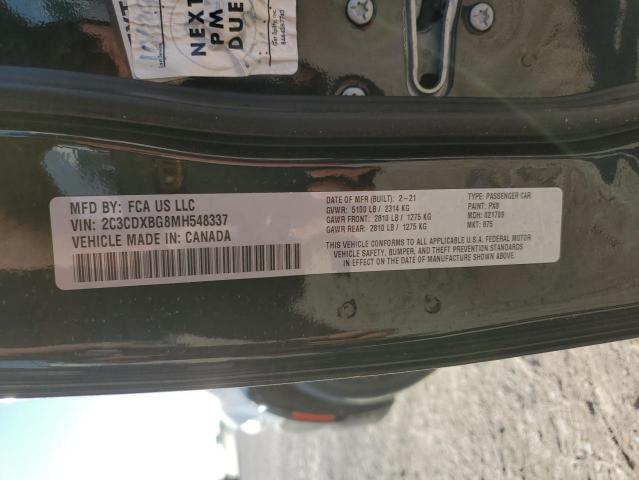 NEXT
PM
DUE
MFD BY: FCA US LLC
VIN: 2C3CDXBG8MH548337
VEHICLE MADE IN: CANADA
DATE OF MFR (BUILT): 2-21
GVWR: 5100 LB / 2314 KG
GAWR FRONT: 2810 LB / 1275 KG
GAWR REAR: 2810 LB / 1275 KG
TYPE: PASSENGER CAR
PAINT: PX8
MDH: 021709
MKT: 875
THIS VEHICLE CONFORMS TO ALL APPLICABLE U.S.A. FEDERAL MOTOR
VEHICLE SAFETY, BUMPER, AND THEFT PREVENTION STANDARDS
IN EFFECT ON THE DATE OF MANUFACTURE SHOWN ABOVE.